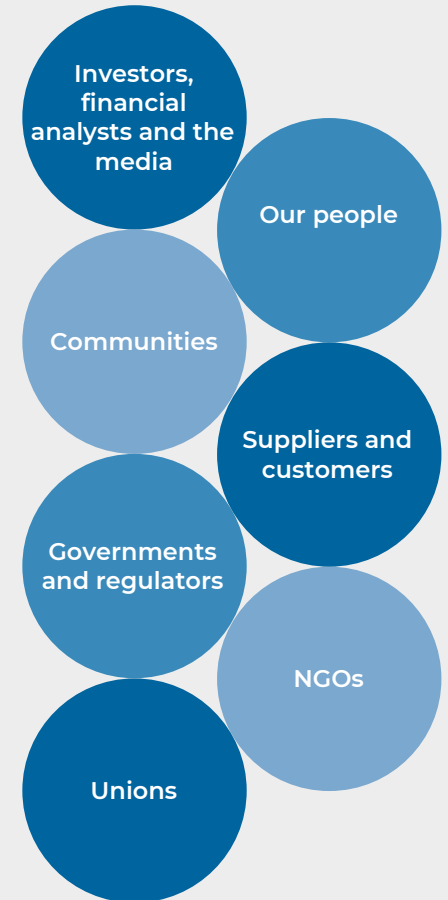 Investors,
financial
analysts and the
media
Our people
Communities
Suppliers and
customers
Governments
and regulators
NGOs
Unions